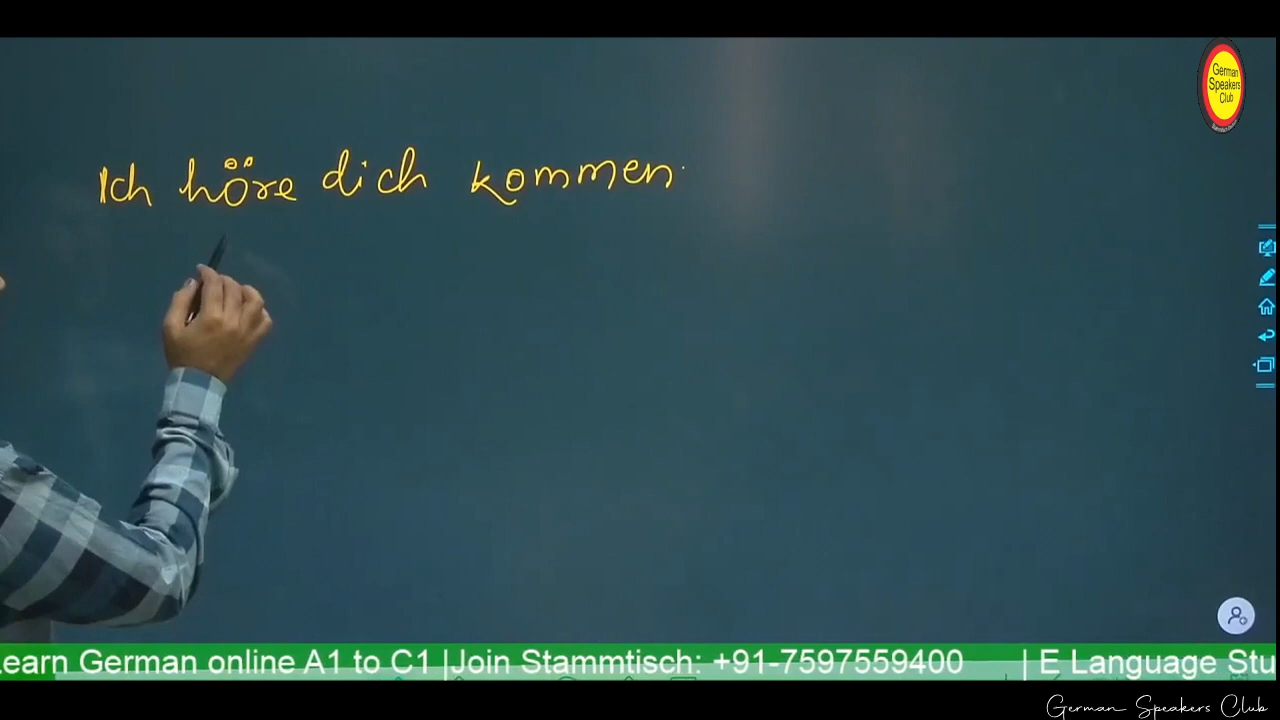 German
Speakers
Club
Ich höre dich kommen.
Learn German online A1 to C1 |Join Stammtisch: +91-7597559400 | E Language Stu
German Speakers Club